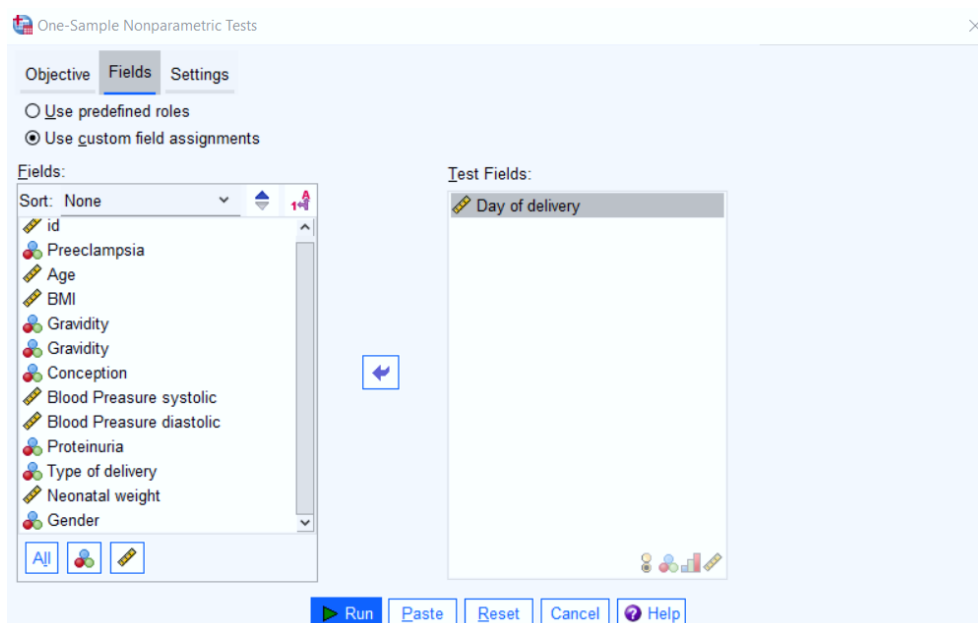 One-Sample Nonparametric Tests
Objective Fields Settings
Use predefined roles
Use custom field assignments
Fields:
Sort: None
id
Preeclampsia
Age
BMI
Gravidity
Gravidity
Conception
Blood Preasure systolic
Blood Preasure diastolic
Proteinuria
Type of delivery
Neonatal weight
Gender
All
Test Fields:
Day of delivery
Run Paste Reset Cancel Help